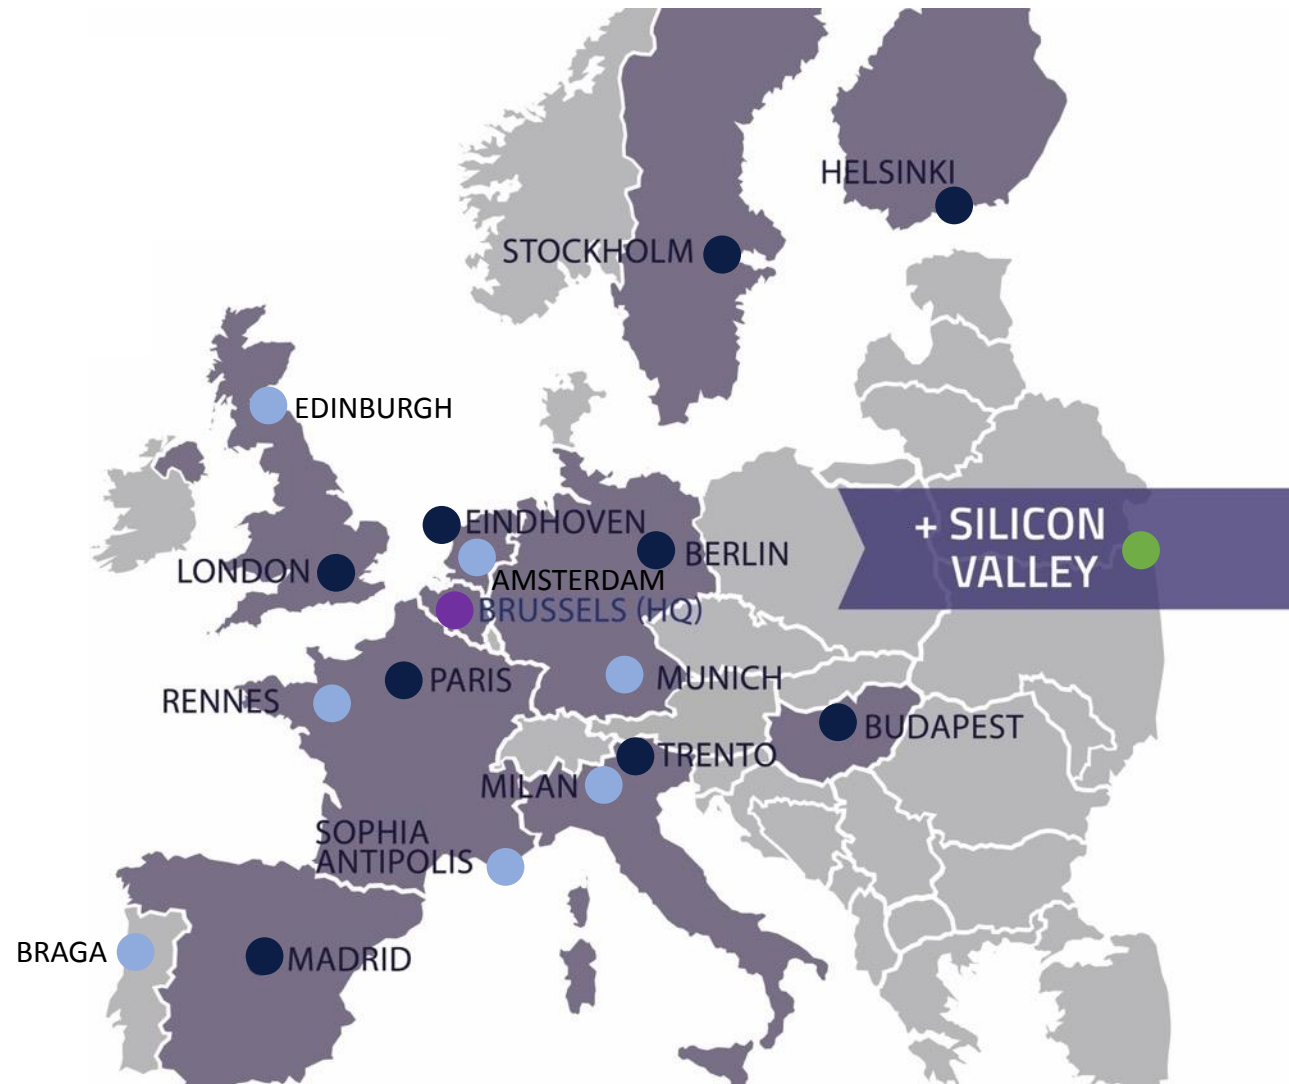 HELSINKI
STOCKHOLM
EDINBURGH
EINDHOVEN
+ SILICON
VALLEY
BERLIN
LONDON
AMSTERDAM
BRUSSELS (HQ)
PARIS
MUNICH
RENNES
BUDAPEST
TRENTO
MILAN
SOPHIA
ANTIPOLIS
BRAGA
MADRID